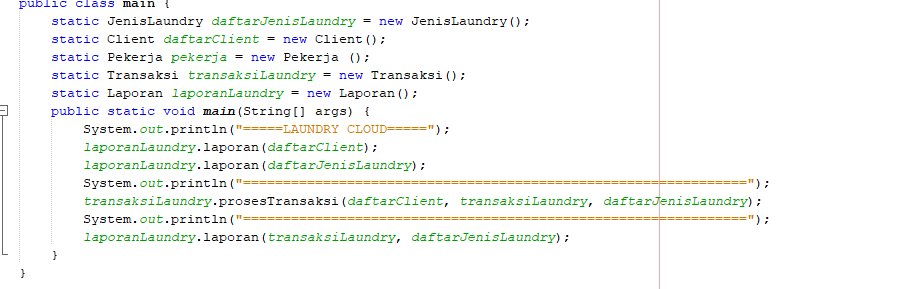 public class main {
static JenisLaundry daftarJenisLaundry = new JenisLaundry();
static Client daftarClient = new Client();
static Pekerja pekerja = new Pekerja ();
static Transaksi transaksiLaundry = new Transaksi();
static Laporan laporanLaundry = new Laporan();
public static void main(String[] args) {
System.out.println("=====LAUNDRY CLOUD=====");
laporanLaundry.laporan(daftarClient);
laporanLaundry.laporan(daftarJenisLaundry);
System.out.println("===============================================================");
transaksiLaundry.prosesTransaksi(daftarClient, transaksiLaundry, daftarJenisLaundry);
System.out.println("===============================================================");
laporanLaundry.laporan(transaksiLaundry, daftarJenisLaundry);
}
}